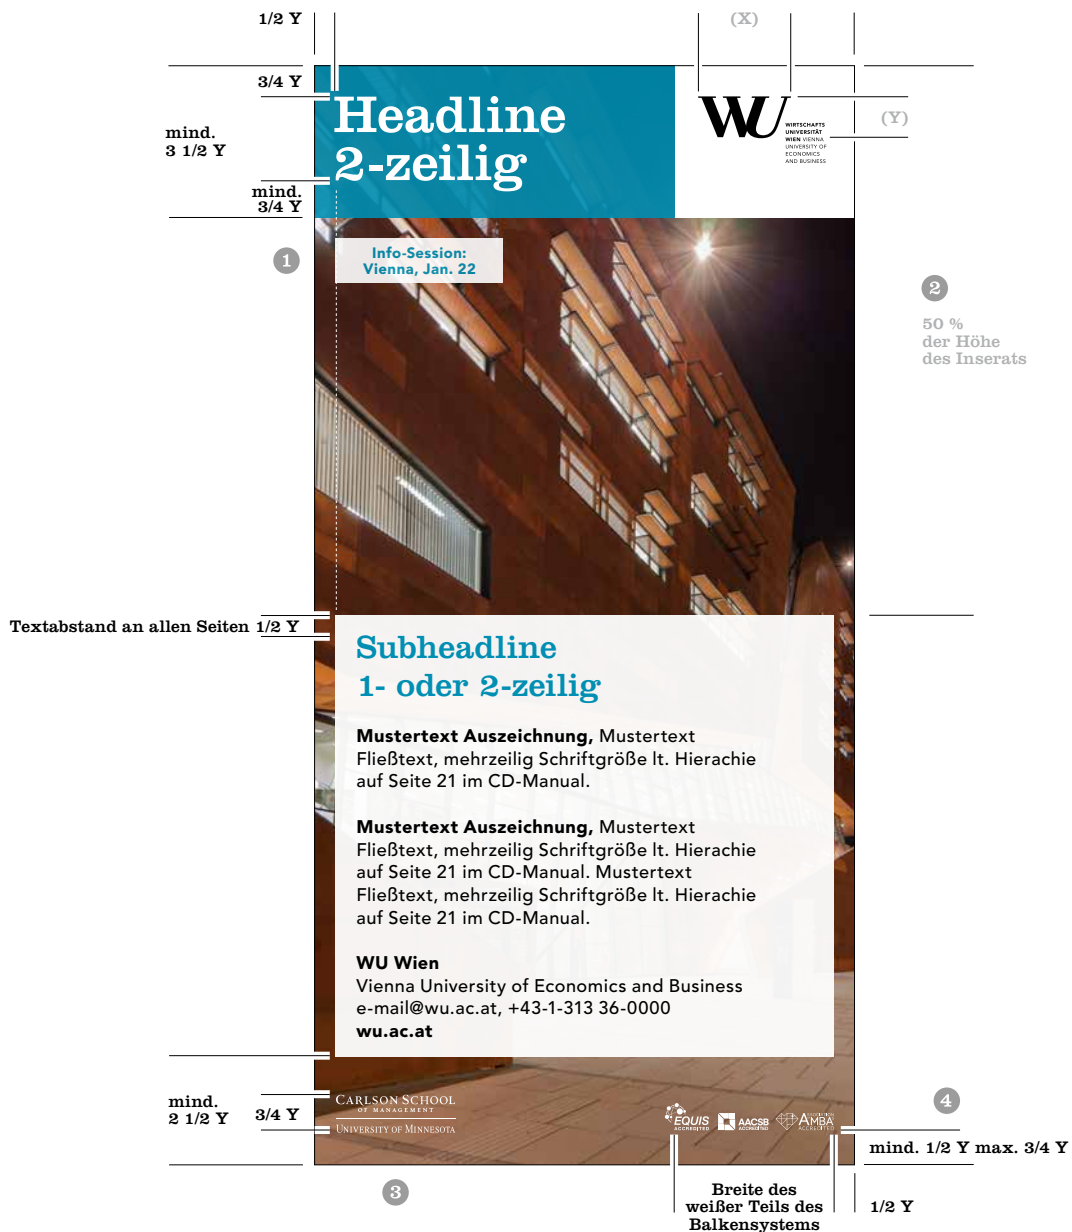 1/2 Y
(X)
3/4 Y
mind.
3 1/2 Y
mind.
3/4 Y
Headline
2-zeilig
WU
WIRTSCHAFTS
UNIVERSITÄT
WIEN VIENNA
UNIVERSITY OF
ECONOMICS
AND BUSINESS
(Y)
1
Info-Session:
Vienna, Jan. 22
2
50 %
der Höhe
des Inserats
Textabstand an allen Seiten 1/2 Y
Subheadline
1- oder 2-zeilig
Mustertext Auszeichnung, Mustertext
Fließtext, mehrzeilig Schriftgröße lt. Hierachie
auf Seite 21 im CD-Manual.
Mustertext Auszeichnung, Mustertext
Fließtext, mehrzeilig Schriftgröße lt. Hierachie
auf Seite 21 im CD-Manual. Mustertext
Fließtext, mehrzeilig Schriftgröße lt. Hierachie
auf Seite 21 im CD-Manual.
WU Wien
Vienna University of Economics and Business
e-mail@wu.ac.at, +43-1-313 36-0000
wu.ac.at
mind.
2 1/2 Y
3/4 Y
CARLSON SCHOOL
OF MANAGEMENT
UNIVERSITY OF MINNESOTA
EQUIS
ACCREDITED
AACSB
ACCREDITED
ASSOCIATION
AMBA
ACCREDITED
4
mind. 1/2 Y max. 3/4 Y
3
Breite des
weißer Teils des
Balkensystems
1/2 Y